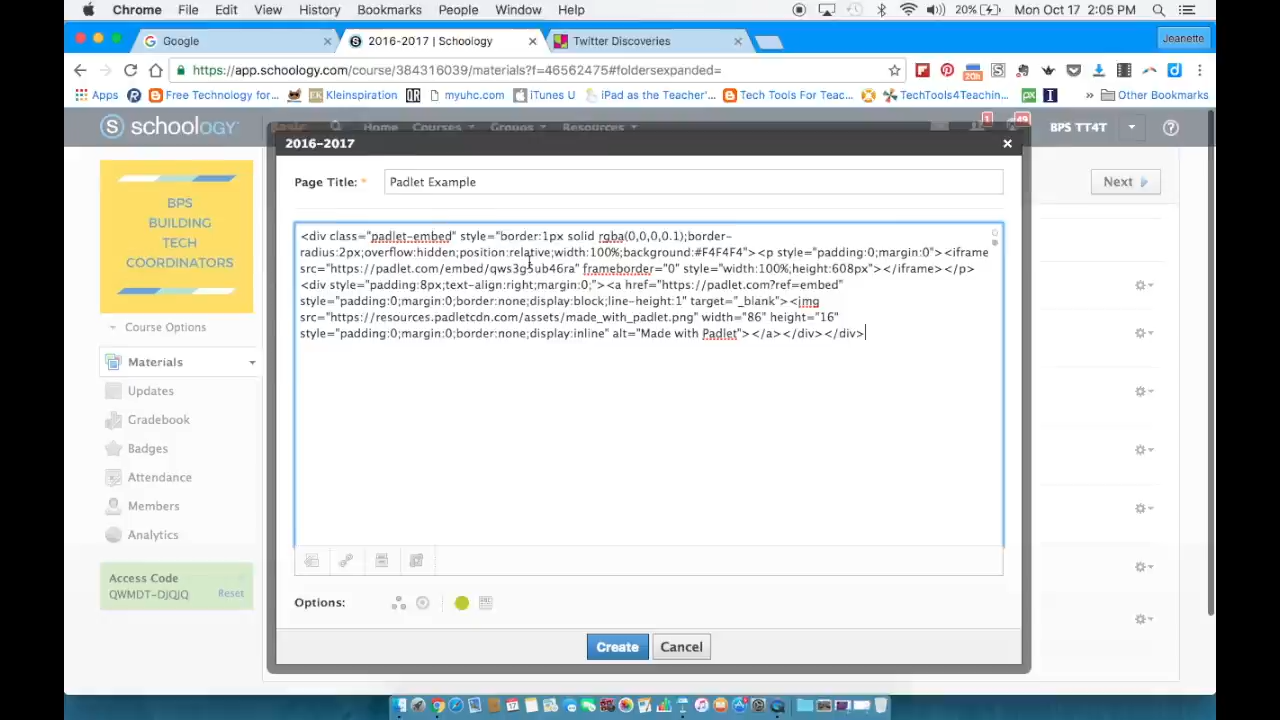 Chrome File Edit View History Bookmarks People Window Help 20% Mon Oct 17 2:05 PM
Google 2016-2017 | Schoology Twitter Discoveries Jeanette
https://app.schoology.com/course/384316039/materials?f=46562475#foldersexpanded=
20h
Apps Free Technology for... Kleinspiration myuhc.com iTunes U iPad as the Teacher'... Tech Tools For Teac... TechTools4Teachin... px » Other Bookmarks
schoology Home Courses Groups Resources 1 49 BPS TT4T
2016-2017
Page Title: * Padlet Example
Next
BPS
BUILDING
TECH
COORDINATORS
<div class="padlet-embed" style="border:1px solid rgba(0,0,0,0.1);border-
radius:2px;overflow:hidden;position:relative;width:100%;background:#F4F4F4"><p style="padding:0;margin:0"><iframe
src="https://padlet.com/embed/qws3g5ub46ra" frameborder="0" style="width:100%;height:608px"></iframe></p>
<div style="padding:8px;text-align:right;margin:0;"><a href="https://padlet.com?ref=embed"
style="padding:0;margin:0;border:none;display:block;line-height:1" target="_blank"><img
src="https://resources.padletcdn.com/assets/made_with_padlet.png" width="86" height="16"
style="padding:0;margin:0;border:none;display:inline" alt="Made with Padlet"></a></div></div>
Course Options
Materials
Updates
Gradebook
Badges
Attendance
Members
Analytics
Access Code
QWMDT-DJQJQ Reset
Options:
Create Cancel